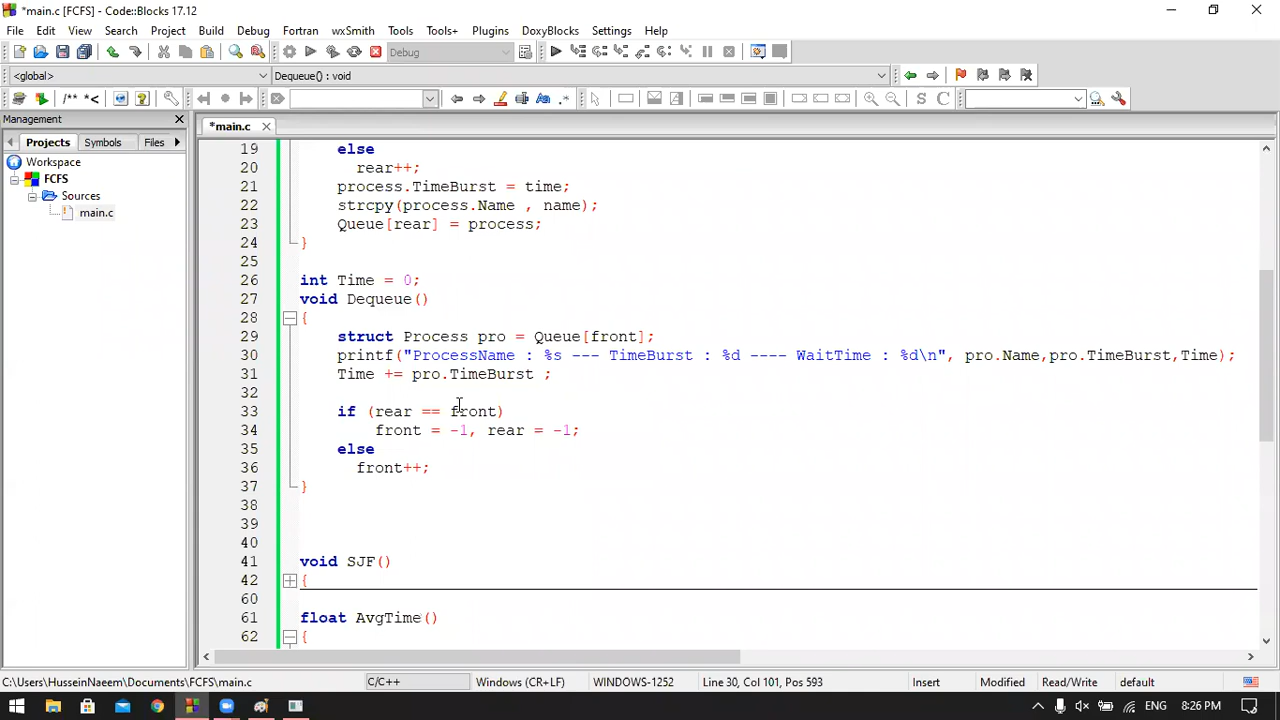 *main.c [FCFS] - Code::Blocks 17.12
File Edit View Search Project Build Debug Fortran wxSmith Tools Tools+ Plugins DoxyBlocks Settings Help
Debug
<global> Dequeue() : void
/** *< S C
Management
*main.c
Projects Symbols Files
Workspace
FCFS
Sources
main.c
19 else
20 rear++;
21 process.TimeBurst = time;
22 strcpy(process.Name , name);
23 Queue[rear] = process;
24 }
25
26 int Time = 0;
27 void Dequeue()
28 {
29 struct Process pro = Queue[front];
30 printf("ProcessName : %s --- TimeBurst : %d ---- WaitTime : %d\n", pro.Name,pro.TimeBurst,Time);
31 Time += pro.TimeBurst ;
32
33 if (rear == front)
34 front = -1, rear = -1;
35 else
36 front++;
37 }
38
39
40
41 void SJF()
42 {
60
61 float AvgTime()
62 {
C:\Users\HusseinNaeem\Documents\FCFS\main.c C/C++ Windows (CR+LF) WINDOWS-1252 Line 30, Col 101, Pos 593 Insert Modified Read/Write default
ENG 8:26 PM